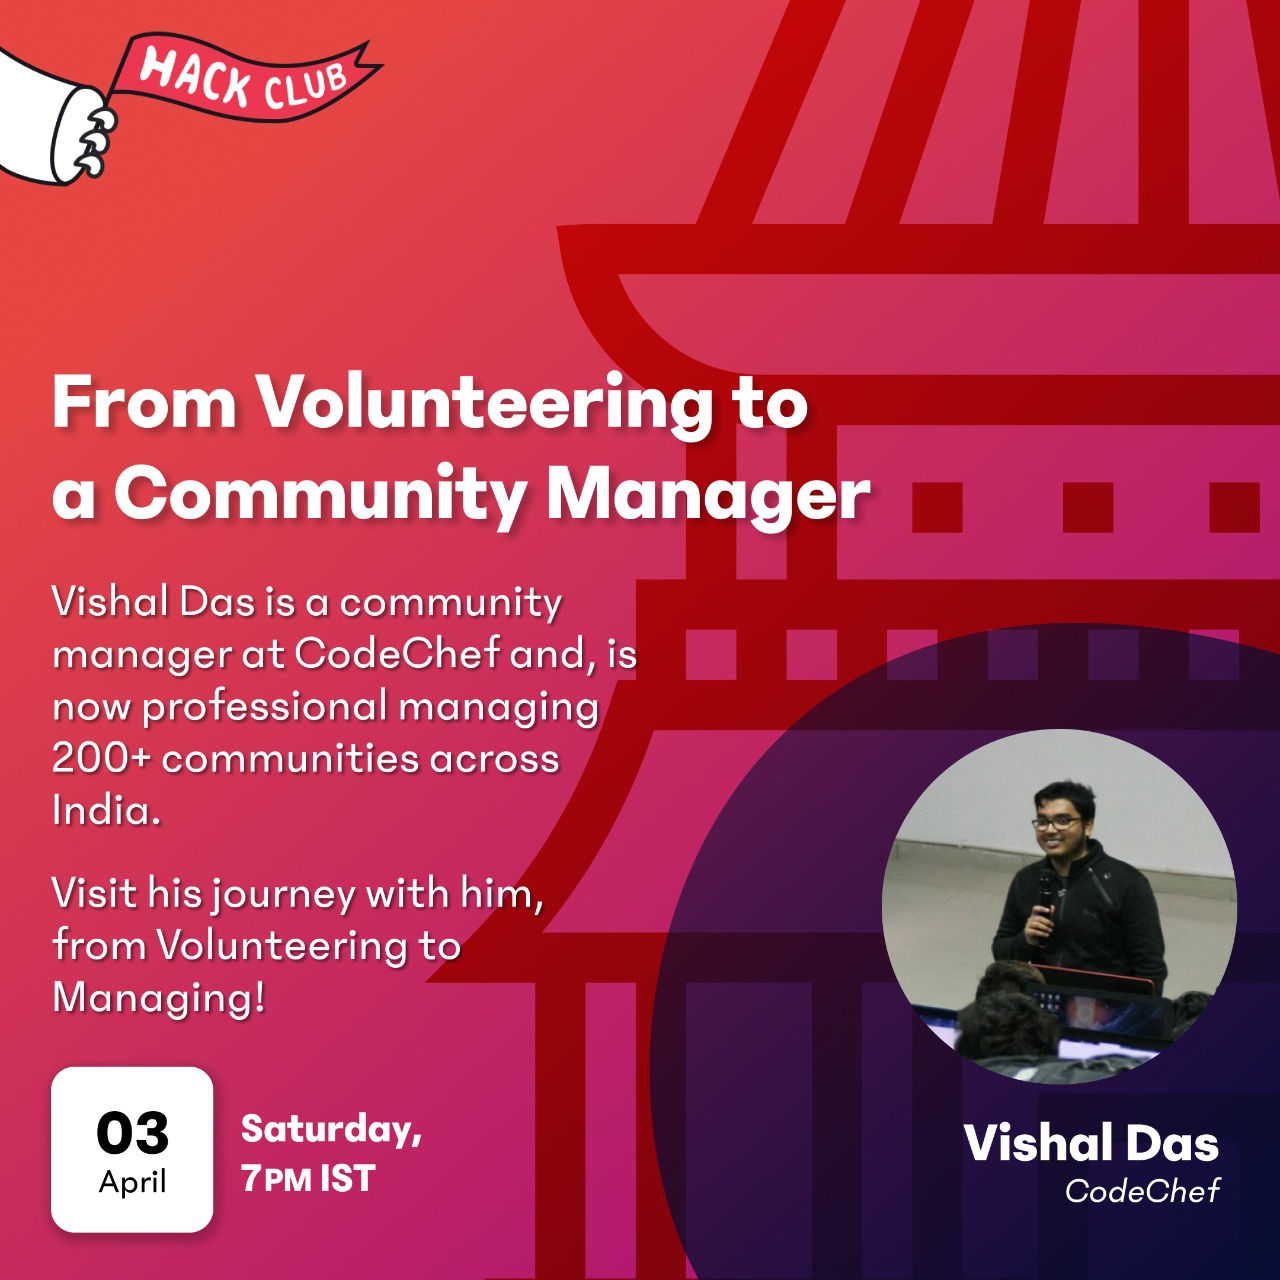 HACK CLUB
From Volunteering to
a Community Manager
Vishal Das is a community
manager at CodeChef and, is
now professional managing
200+ communities across
India.
Visit his journey with him,
from Volunteering to
Managing!
03
April
Saturday,
7PM IST
Vishal Das
CodeChef